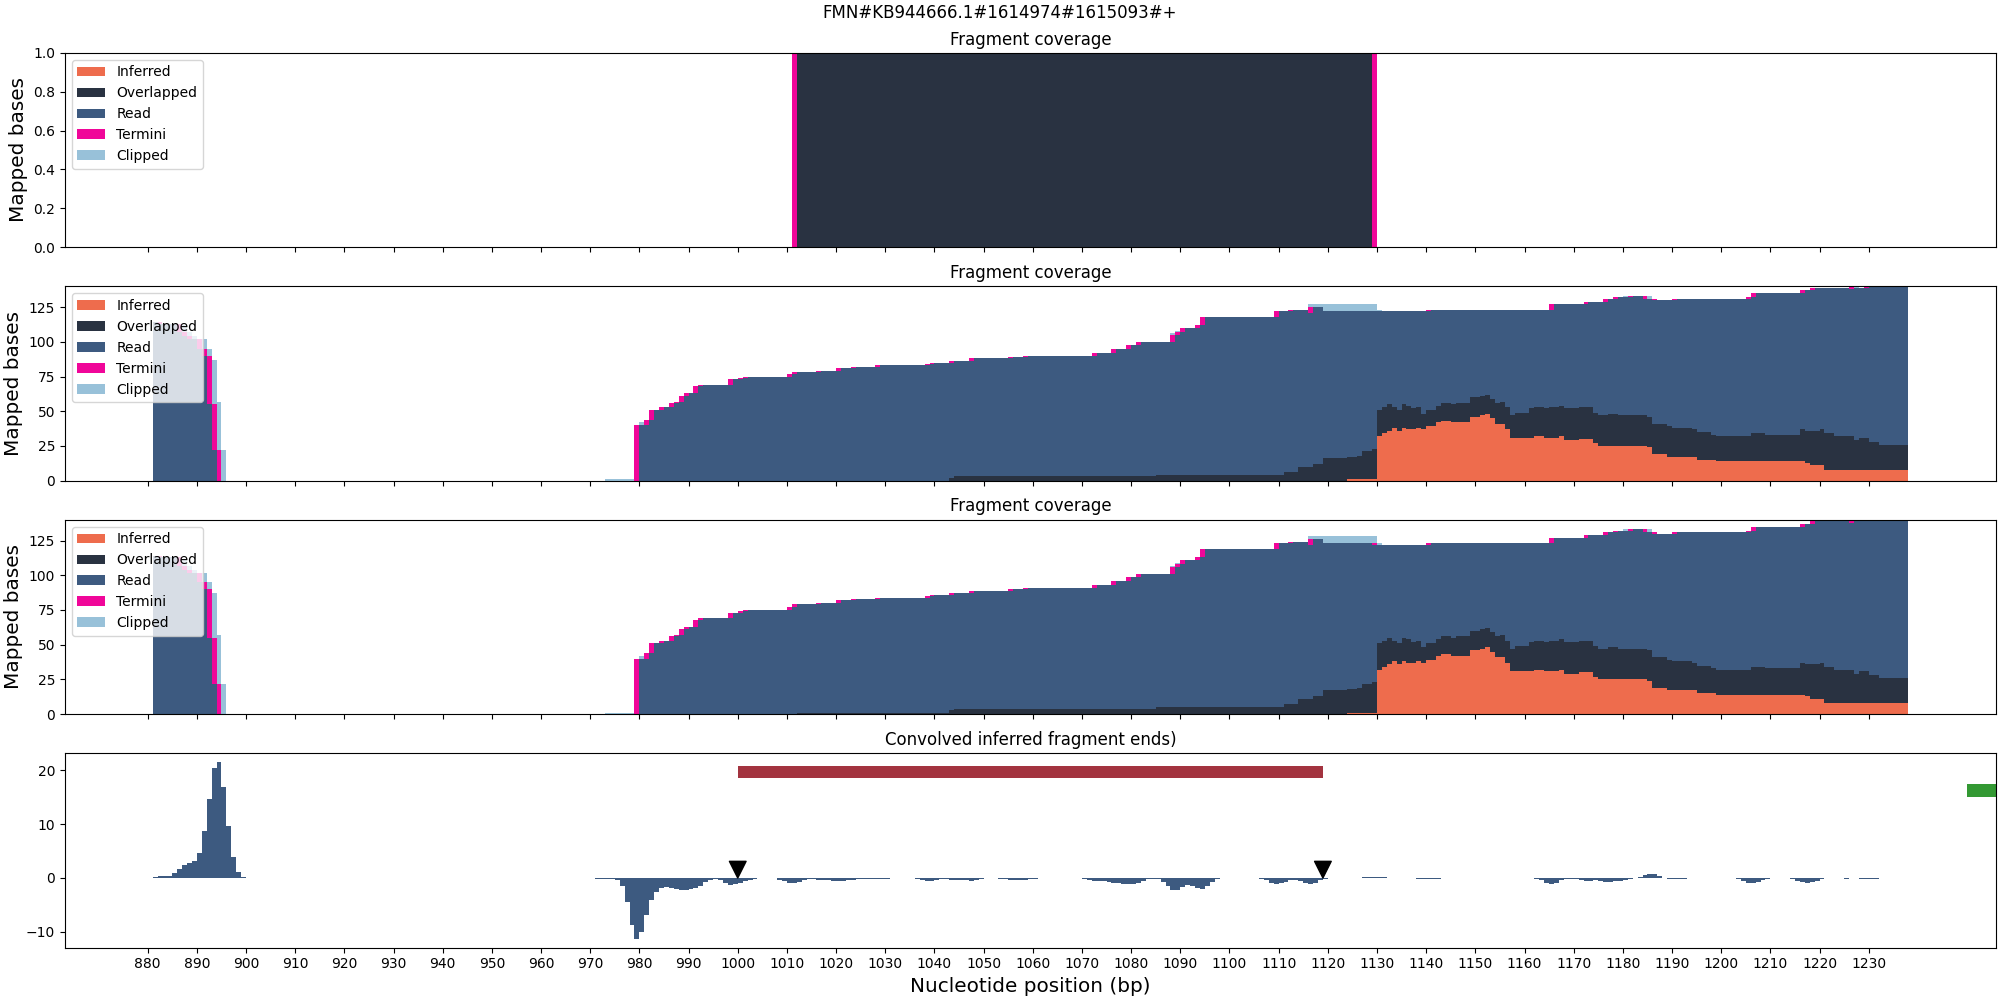 FMN#KB944666.1#1614974#1615093#+
Fragment coverage
Mapped bases
1.0
0.8
0.6
0.4
0.2
0.0
Inferred
Overlapped
Read
Termini
Clipped
Fragment coverage
Mapped bases
125
100
75
50
25
0
Inferred
Overlapped
Read
Termini
Clipped
Fragment coverage
Mapped bases
125
100
75
50
25
0
Inferred
Overlapped
Read
Termini
Clipped
Convolved inferred fragment ends)
20
10
0
−10
880 890 900 910 920 930 940 950 960 970 980 990 1000 1010 1020 1030 1040 1050 1060 1070 1080 1090 1100 1110 1120 1130 1140 1150 1160 1170 1180 1190 1200 1210 1220 1230
Nucleotide position (bp)